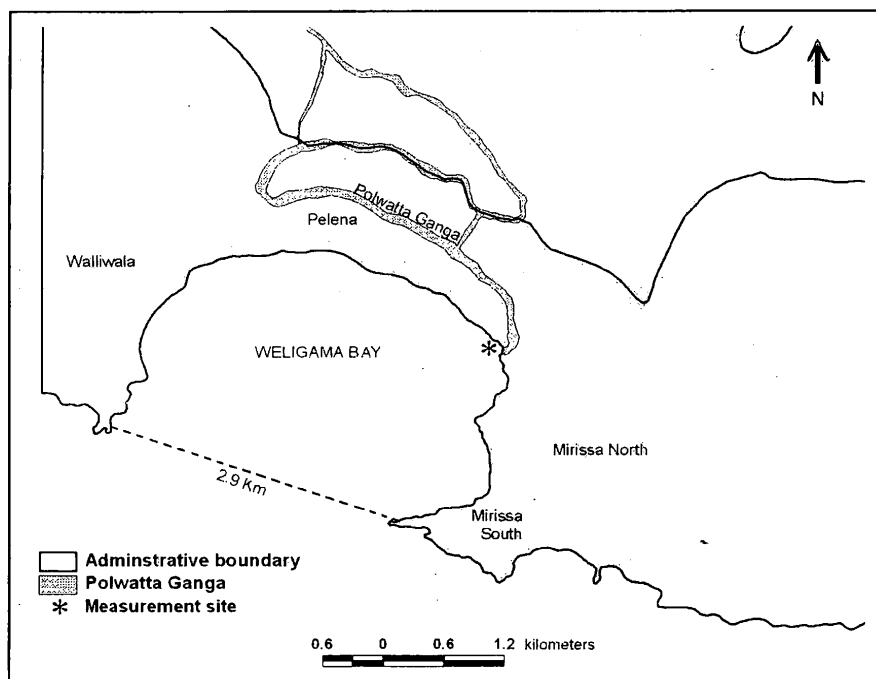 N
Polwatta Ganga
Pelena
Walliwala
WELIGAMA BAY
*
Mirissa North
2.9 Km
Mirissa
South
Adminstrative boundary
Polwatta Ganga
* Measurement site
0.6 0 0.6 1.2 kilometers